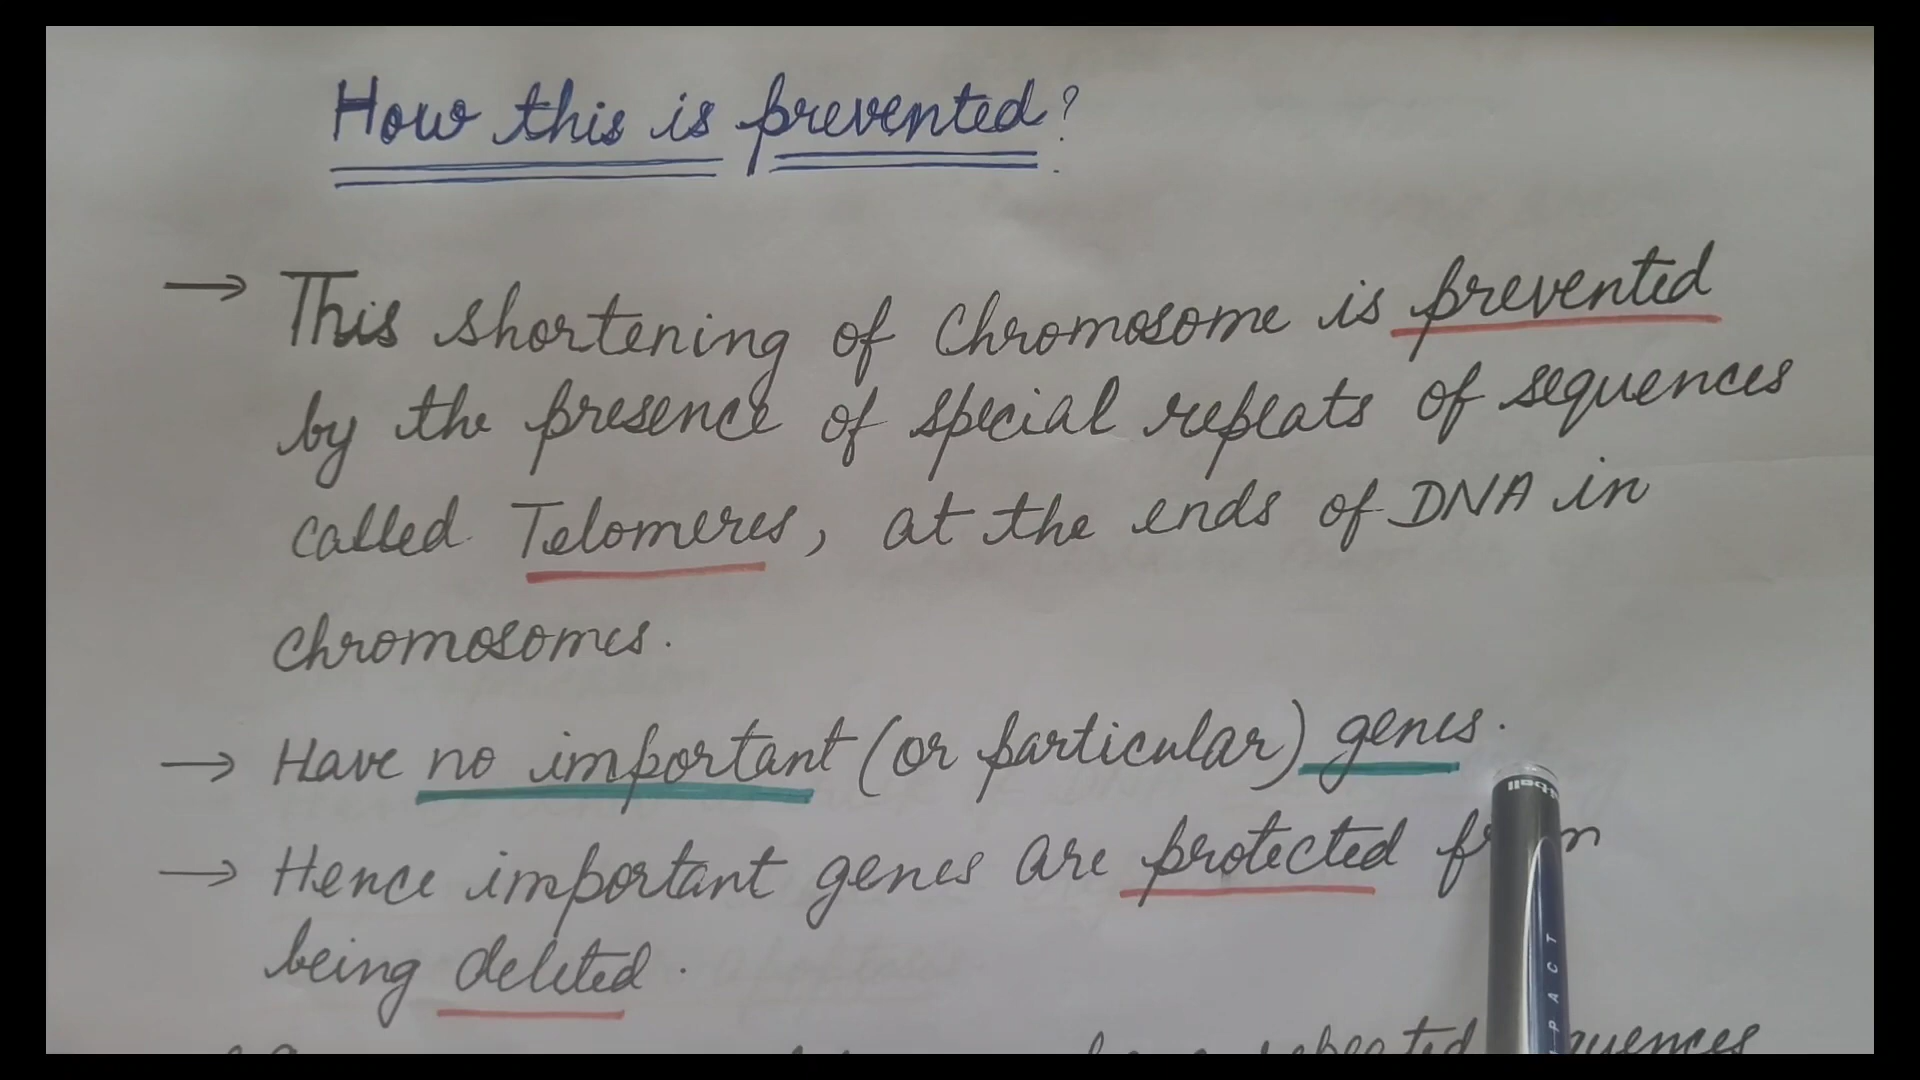 How this is prevented?
→ This shortening of Chromosome is prevented
by the presence of special repeats of sequences
called Telomeres, at the ends of DNA in
chromosomes.
→ Have no important (or particular) genes.
→ Hence important genes are protected
being deleted.
repeated
IMPACT